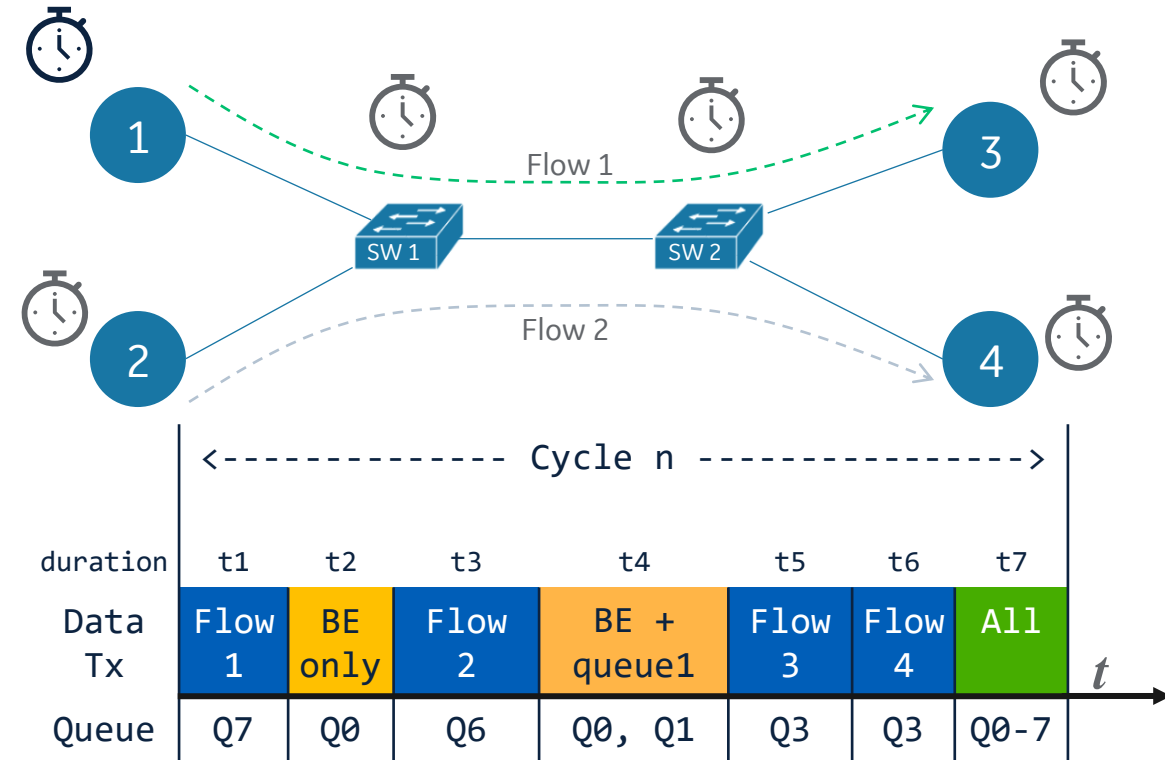 1
3
Flow 1
SW 1
SW 2
Flow 2
2
4
<-------------- Cycle n ----------------->
duration t1 t2 t3 t4 t5 t6 t7
Data Flow BE Flow BE + Flow Flow All
Tx 1 only 2 queue1 3 4
t
Queue Q7 Q0 Q6 Q0, Q1 Q3 Q3 Q0-7